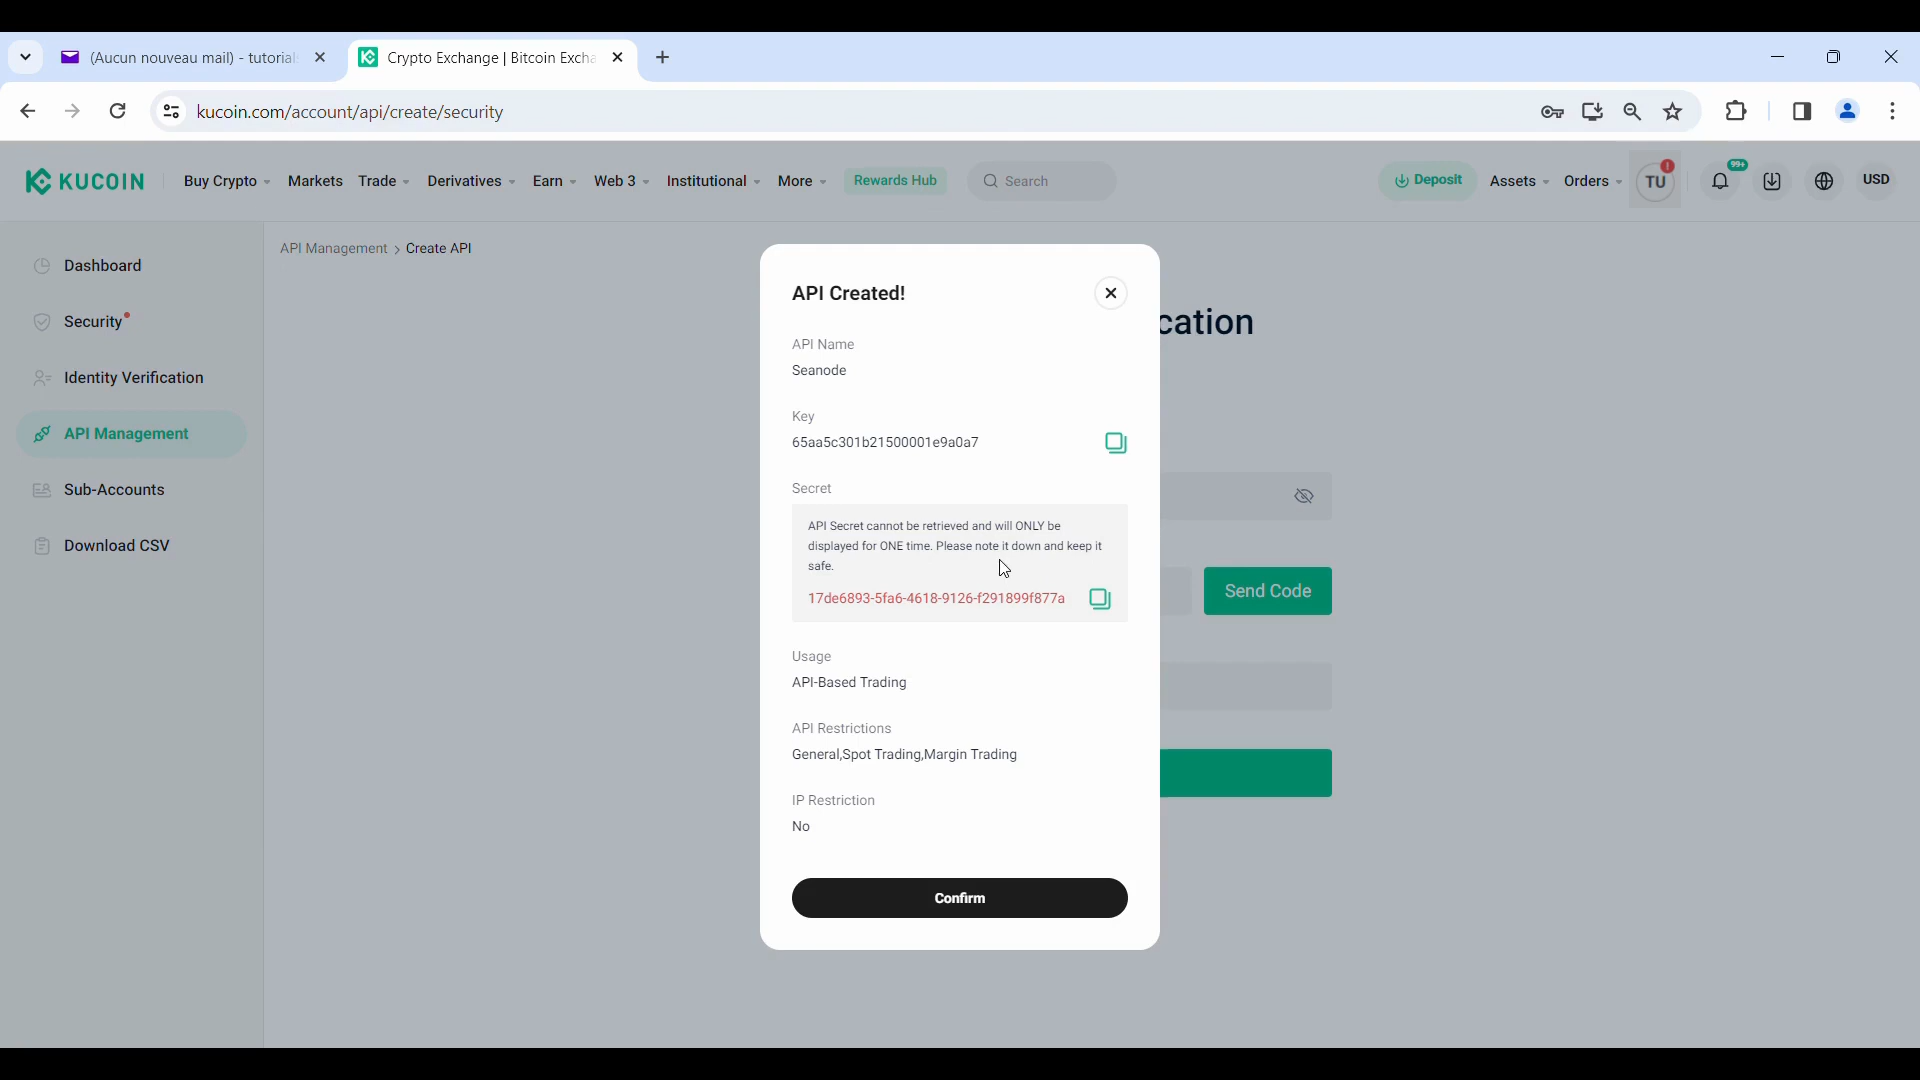 (Aucun nouveau mail) - tutorial
Crypto Exchange | Bitcoin Excha
kucoin.com/account/api/create/security
KUCOIN
Buy Crypto
Markets
Trade
Derivatives
Earn
Web 3
Institutional
More
Rewards Hub
Search
Deposit
Assets
Orders
TU
!
99+
USD
Dashboard
Security
Identity Verification
API Management
Sub-Accounts
Download CSV
API Management > Create API
cation
Send Code
API Created!
API Name
Seanode
Key
65aa5c301b21500001e9a0a7
Secret
API Secret cannot be retrieved and will ONLY be
displayed for ONE time. Please note it down and keep it
safe.
17de6893-5fa6-4618-9126-f291899f877a
Usage
API-Based Trading
API Restrictions
General,Spot Trading,Margin Trading
IP Restriction
No
Confirm